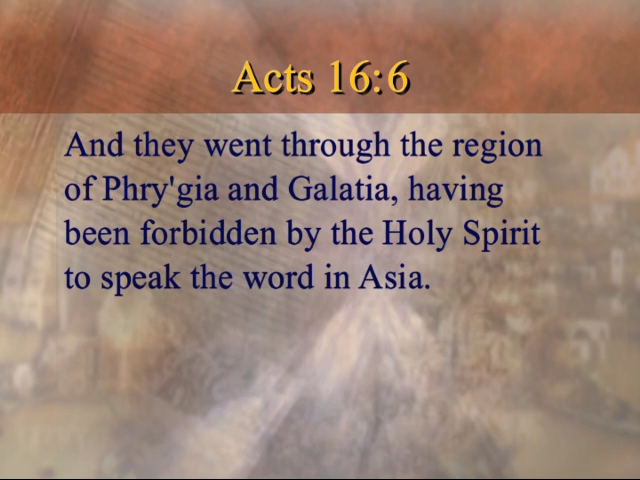 Acts 16:6
And they went through the region
of Phry'gia and Galatia, having
been forbidden by the Holy Spirit
to speak the word in Asia.